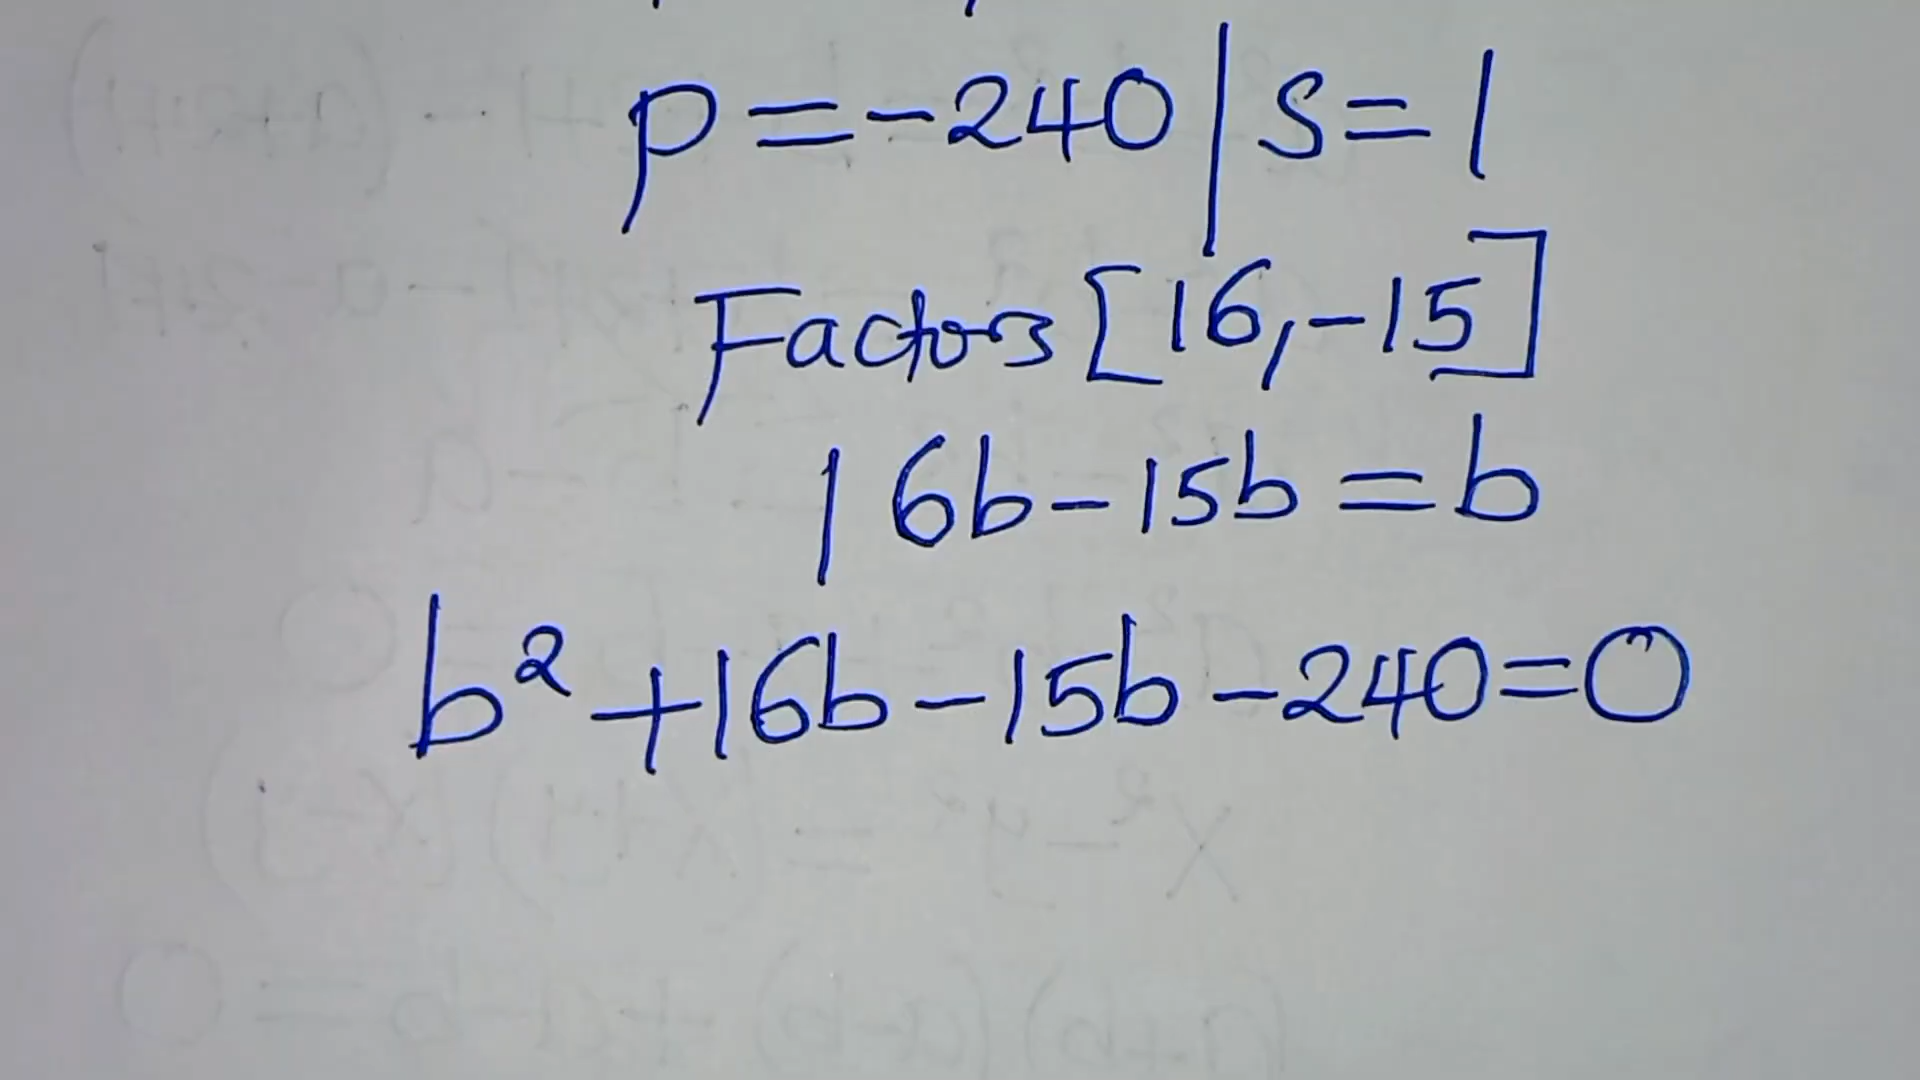 p=-240|S=1
Factors [16,-15]
16b-15b=b
b²+16b-15b-240=0